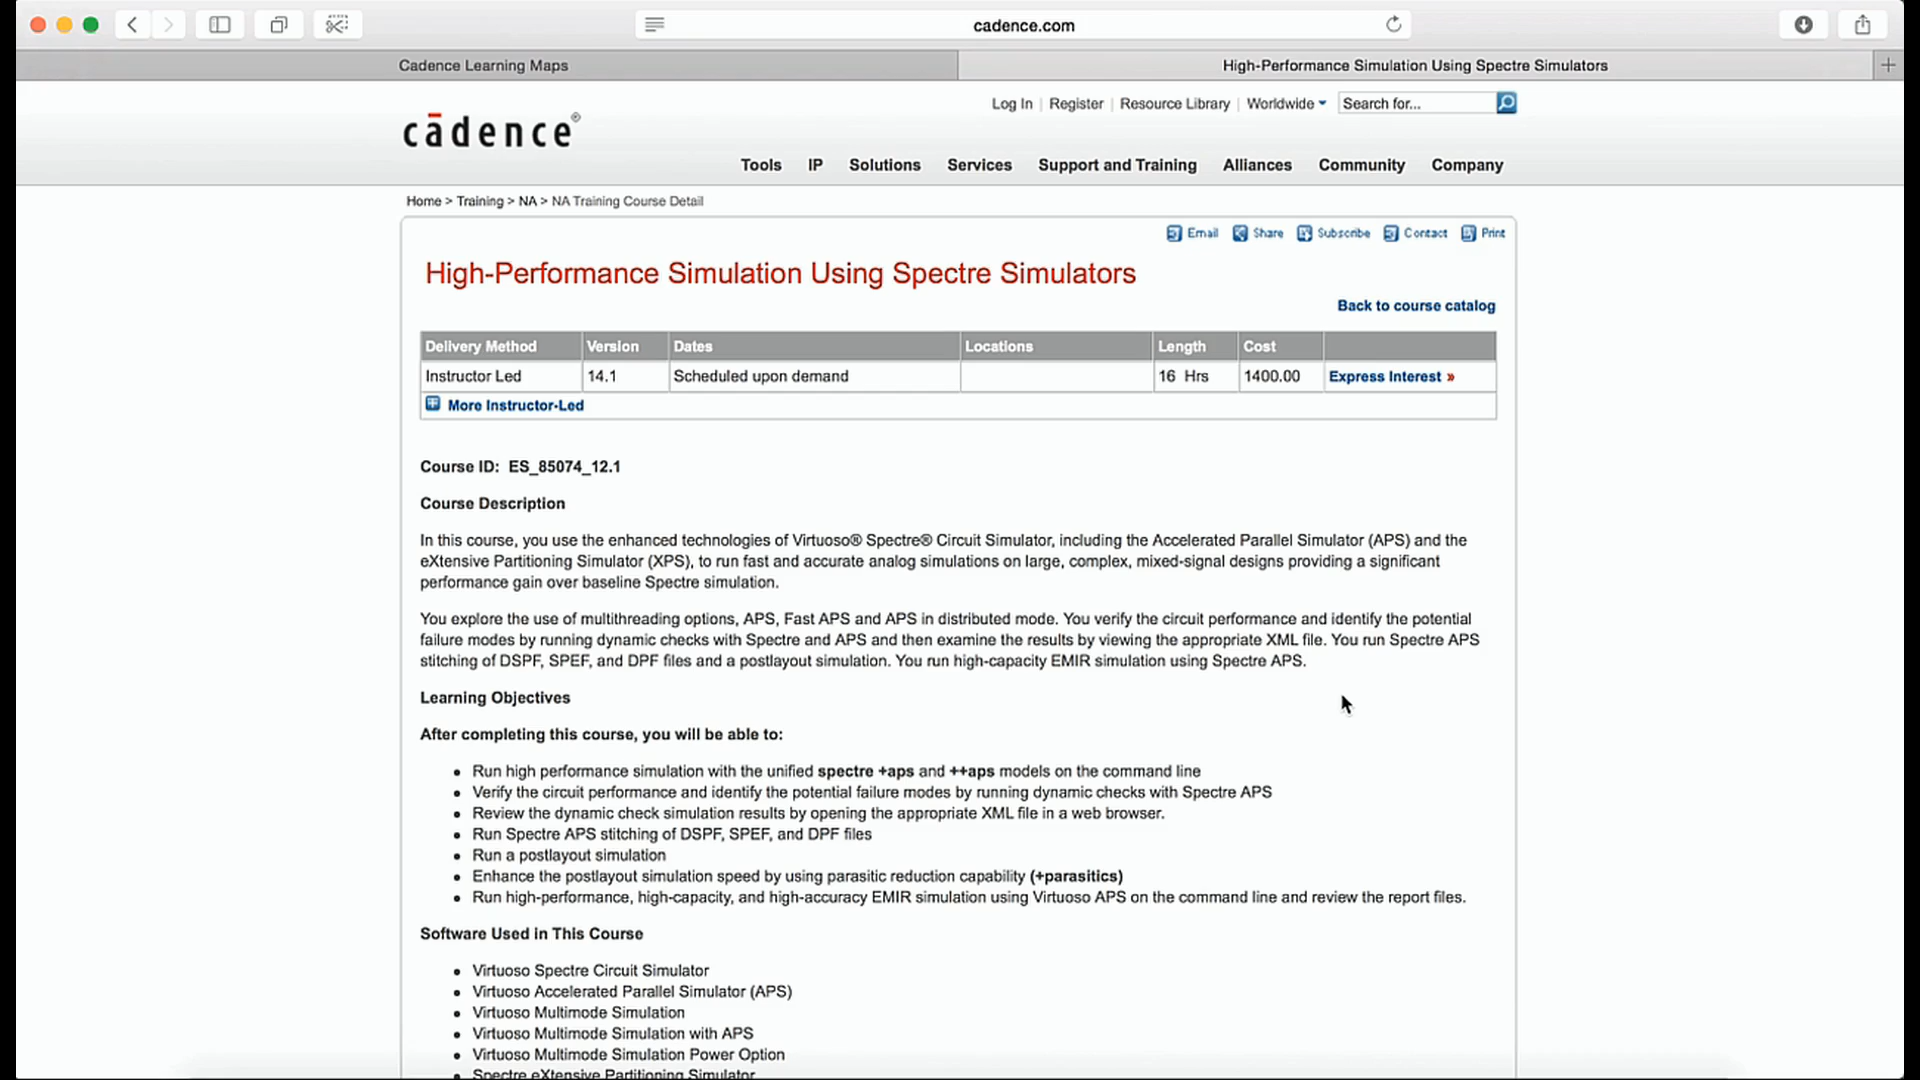 cadence.com
Cadence Learning Maps
High-Performance Simulation Using Spectre Simulators
Log In | Register | Resource Library | Worldwide
Search for...
cādence®
Tools IP Solutions Services Support and Training Alliances Community Company
Home > Training > NA > NA Training Course Detail
Email Share Subscribe Contact Print
High-Performance Simulation Using Spectre Simulators
Back to course catalog
Delivery Method Version Dates Locations Length Cost
Instructor Led 14.1 Scheduled upon demand 16 Hrs 1400.00 Express Interest »
More Instructor-Led
Course ID: ES_85074_12.1
Course Description
In this course, you use the enhanced technologies of Virtuoso® Spectre® Circuit Simulator, including the Accelerated Parallel Simulator (APS) and the
eXtensive Partitioning Simulator (XPS), to run fast and accurate analog simulations on large, complex, mixed-signal designs providing a significant
performance gain over baseline Spectre simulation.
You explore the use of multithreading options, APS, Fast APS and APS in distributed mode. You verify the circuit performance and identify the potential
failure modes by running dynamic checks with Spectre and APS and then examine the results by viewing the appropriate XML file. You run Spectre APS
stitching of DSPF, SPEF, and DPF files and a postlayout simulation. You run high-capacity EMIR simulation using Spectre APS.
Learning Objectives
After completing this course, you will be able to:
• Run high performance simulation with the unified spectre +aps and ++aps models on the command line
• Verify the circuit performance and identify the potential failure modes by running dynamic checks with Spectre APS
• Review the dynamic check simulation results by opening the appropriate XML file in a web browser.
• Run Spectre APS stitching of DSPF, SPEF, and DPF files
• Run a postlayout simulation
• Enhance the postlayout simulation speed by using parasitic reduction capability (+parasitics)
• Run high-performance, high-capacity, and high-accuracy EMIR simulation using Virtuoso APS on the command line and review the report files.
Software Used in This Course
• Virtuoso Spectre Circuit Simulator
• Virtuoso Accelerated Parallel Simulator (APS)
• Virtuoso Multimode Simulation
• Virtuoso Multimode Simulation with APS
• Virtuoso Multimode Simulation Power Option
• Spectre eXtensive Partitioning Simulator